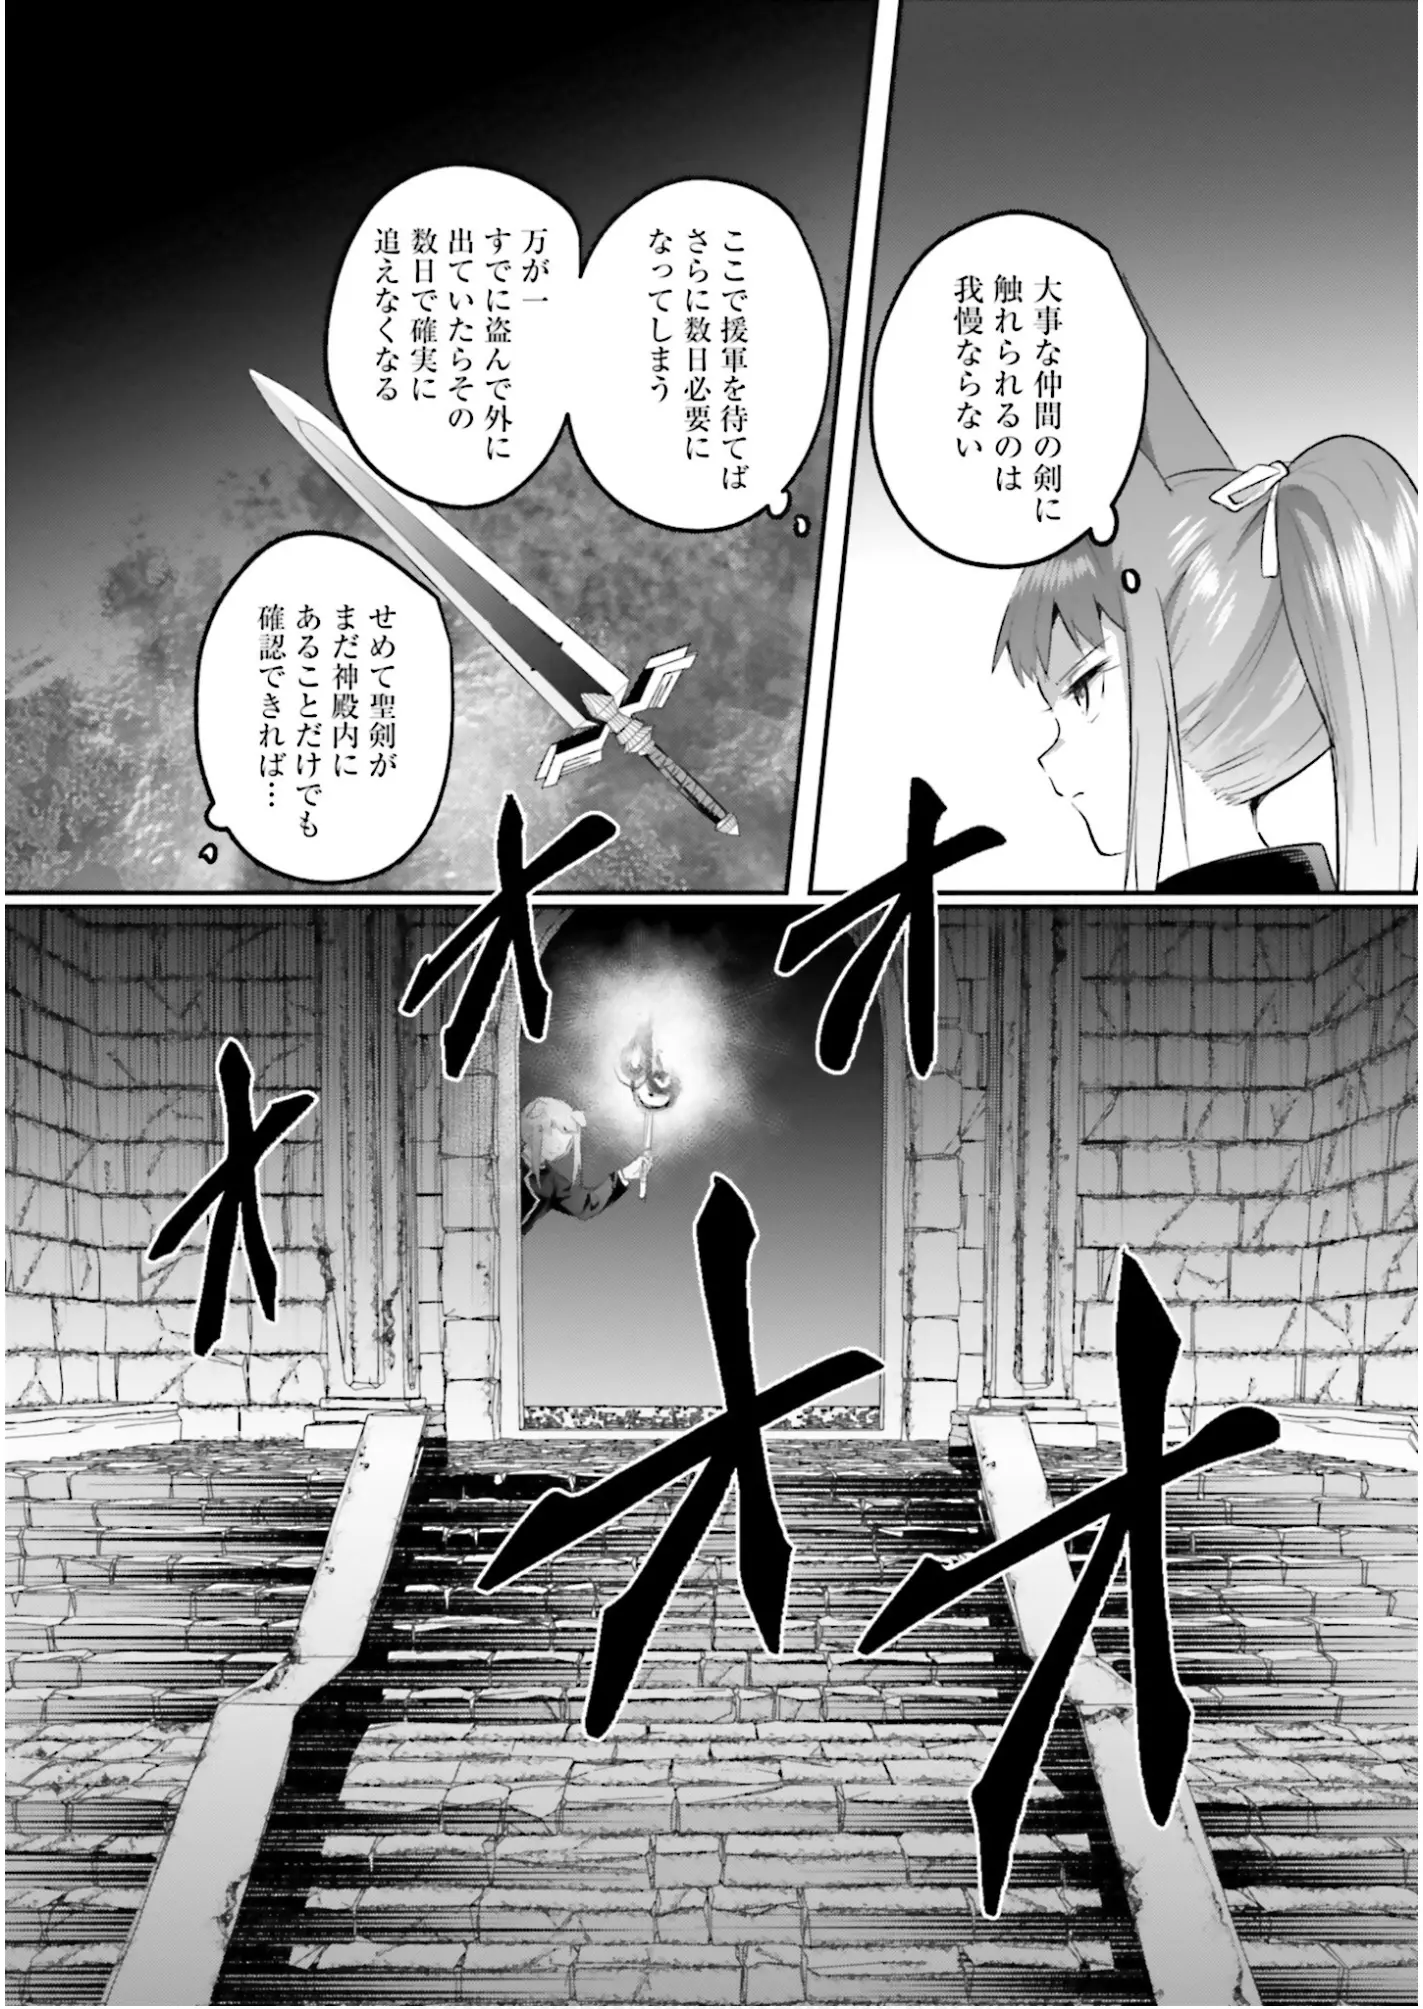 大事な仲間の剣に
触れられるのは
我慢ならない
ここで援軍を待てば
さらに数日必要に
なってしまう
万が一
すでに盗んで外に
出ていたらその
数日で確実に
追えなくなる
せめて聖剣が
まだ神殿内に
あることだけでも
確認できれば…
オ
オ
オ
オ
オ